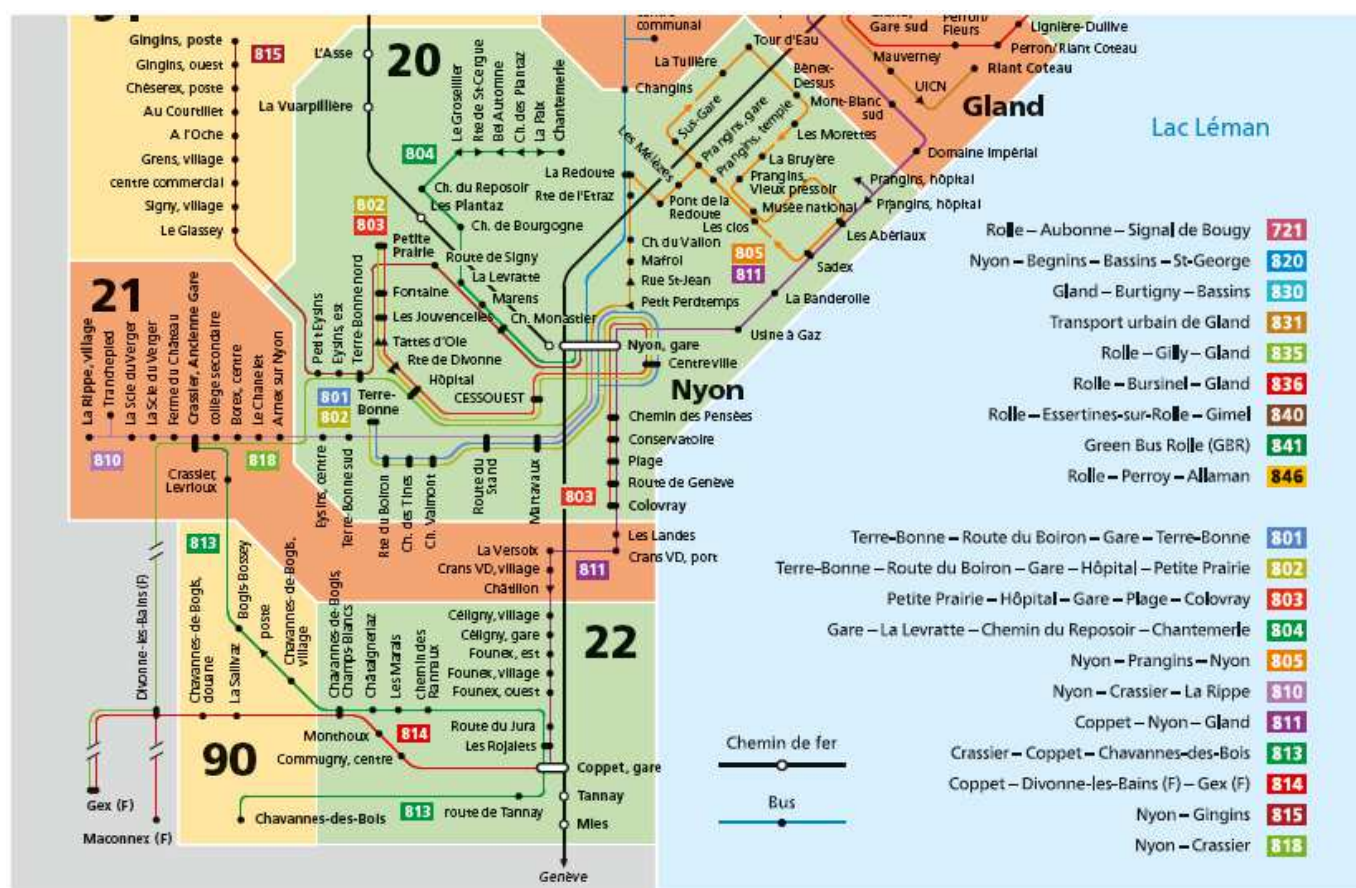 20
L'Asse
La Vuarpillière
Gingins, poste
815
Gingins, ouest
Chéserex, poste
Au Courtillet
A l'Oche
Grens, village
centre commercial
Signy, village
Le Glassey
communal
La Tuilière
Changins
Tour d'Eau
Bénex-
Dessus
Mont-Blanc
sud
Les Morettes
Sus-Gare
Prangins, gare
Prangins, temple
Les Mélèzes
La Bruyère
Prangins,
Vieux pressoir
Musée national
Pont de la
Redoute
Les clos
805
811
Sadex
Les Abériaux
Prangins, hôpital
Prangins, hôpital
Domaine Impérial
La Banderolle
Usine à Gaz
Gare sud
Perron/
Fleurs
Lignière-Dullive
Perron/Riant Coteau
Mauverney
Riant Coteau
UICN
Gland
Lac Léman
Le Grosellier
Rte de St-Cergue
Bel Automne
Ch. des Plantaz
La Paix
Chantemerle
804
Ch. du Reposoir
Les Plantaz
Ch. de Bourgogne
802
803
Petite
Prairie
Route de Signy
La Levratte
Marens
Ch. Monastier
La Redoute
Rte de l'Etraz
Ch. du Vallon
Mafroi
Rue St-Jean
Petit Perdtemps
Nyon, gare
Centreville
Nyon
Fontaine
Les Jouvencelles
Tattes d'Oie
Rte de Divonne
Hôpital
CESSOUEST
Petit Eysins
Eysins, est
Terre-Bonne nord
801
802
Terre-
Bonne
21
La Rippe, village
Tranchepied
La Scie du Verger
La Scie du Verger
Ferme du Château
Crassier, Ancienne Gare
collège secondaire
Borex, centre
Le Chanelet
Arnex sur Nyon
810
818
Crassier,
Levrioux
Eysins, centre
Terre-Bonne sud
Rte du Boiron
Ch. des Tines
Ch. Valmont
Route du
Stand
Martavaux
Chemin des Pensées
Conservatoire
Plage
Route de Genève
803
Colovray
Les Landes
Crans VD, port
811
La Versoix
Crans VD, village
Châtillon
813
Divonne-les-Bains (F)
Chavannes-de-Bogis,
douane
La Sallivaz
Bogis-Bossey
poste
Chavannes-de-Bogis,
village
Chavannes-de-Bogis,
Champs-Blancs
Châtaigneriaz
Les Marais
chemin des
Rannaux
22
Céligny, village
Céligny, gare
Founex, est
Founex, village
Founex, ouest
Route du Jura
Les Rojalets
90
Monthoux
814
Commugny, centre
Coppet, gare
Gex (F)
Maconnex (F)
Chavannes-des-Bois
813
route de Tannay
Tannay
Mies
Genève
Chemin de fer
Bus
Rolle – Aubonne – Signal de Bougy 721
Nyon – Begnins – Bassins – St-George 820
Gland – Burtigny – Bassins 830
Transport urbain de Gland 831
Rolle – Gilly – Gland 835
Rolle – Bursinel – Gland 836
Rolle – Essertines-sur-Rolle – Gimel 840
Green Bus Rolle (GBR) 841
Rolle – Perroy – Allaman 846
Terre-Bonne – Route du Boiron – Gare – Terre-Bonne 801
Terre-Bonne – Route du Boiron – Gare – Hôpital – Petite Prairie 802
Petite Prairie – Hôpital – Gare – Plage – Colovray 803
Gare – La Levratte – Chemin du Reposoir – Chantemerle 804
Nyon – Prangins – Nyon 805
Nyon – Crassier – La Rippe 810
Coppet – Nyon – Gland 811
Crassier – Coppet – Chavannes-des-Bois 813
Coppet – Divonne-les-Bains (F) – Gex (F) 814
Nyon – Gingins 815
Nyon – Crassier 818